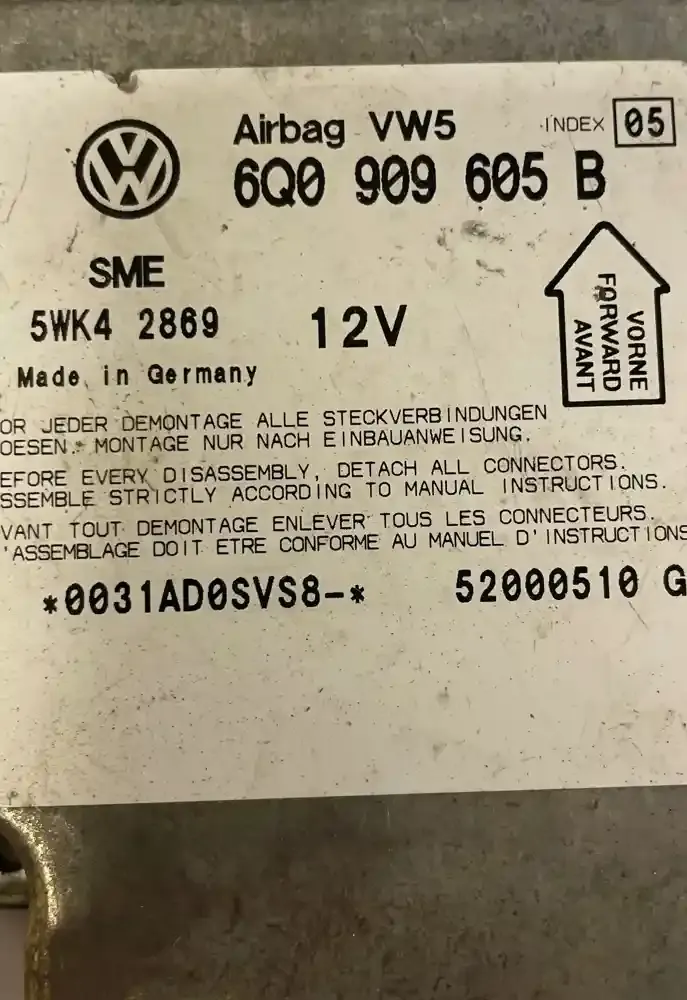 Airbag VW5 INDEX 05
6Q0 909 605 B
SME
5WK4 2869 12V
Made in Germany
VORNE
FORWARD
AVANT
OR JEDER DEMONTAGE ALLE STECKVERBINDUNGEN
OESEN. MONTAGE NUR NACH EINBAUANWEISUNG.
EFORE EVERY DISASSEMBLY, DETACH ALL CONNECTORS.
SSEMBLE STRICTLY ACCORDING TO MANUAL INSTRUCTIONS.
VANT TOUT DEMONTAGE ENLEVER TOUS LES CONNECTEURS.
'ASSEMBLAGE DOIT ETRE CONFORME AU MANUEL D'INSTRUCTIONS
*0031AD0SVS8-* 52000510 G